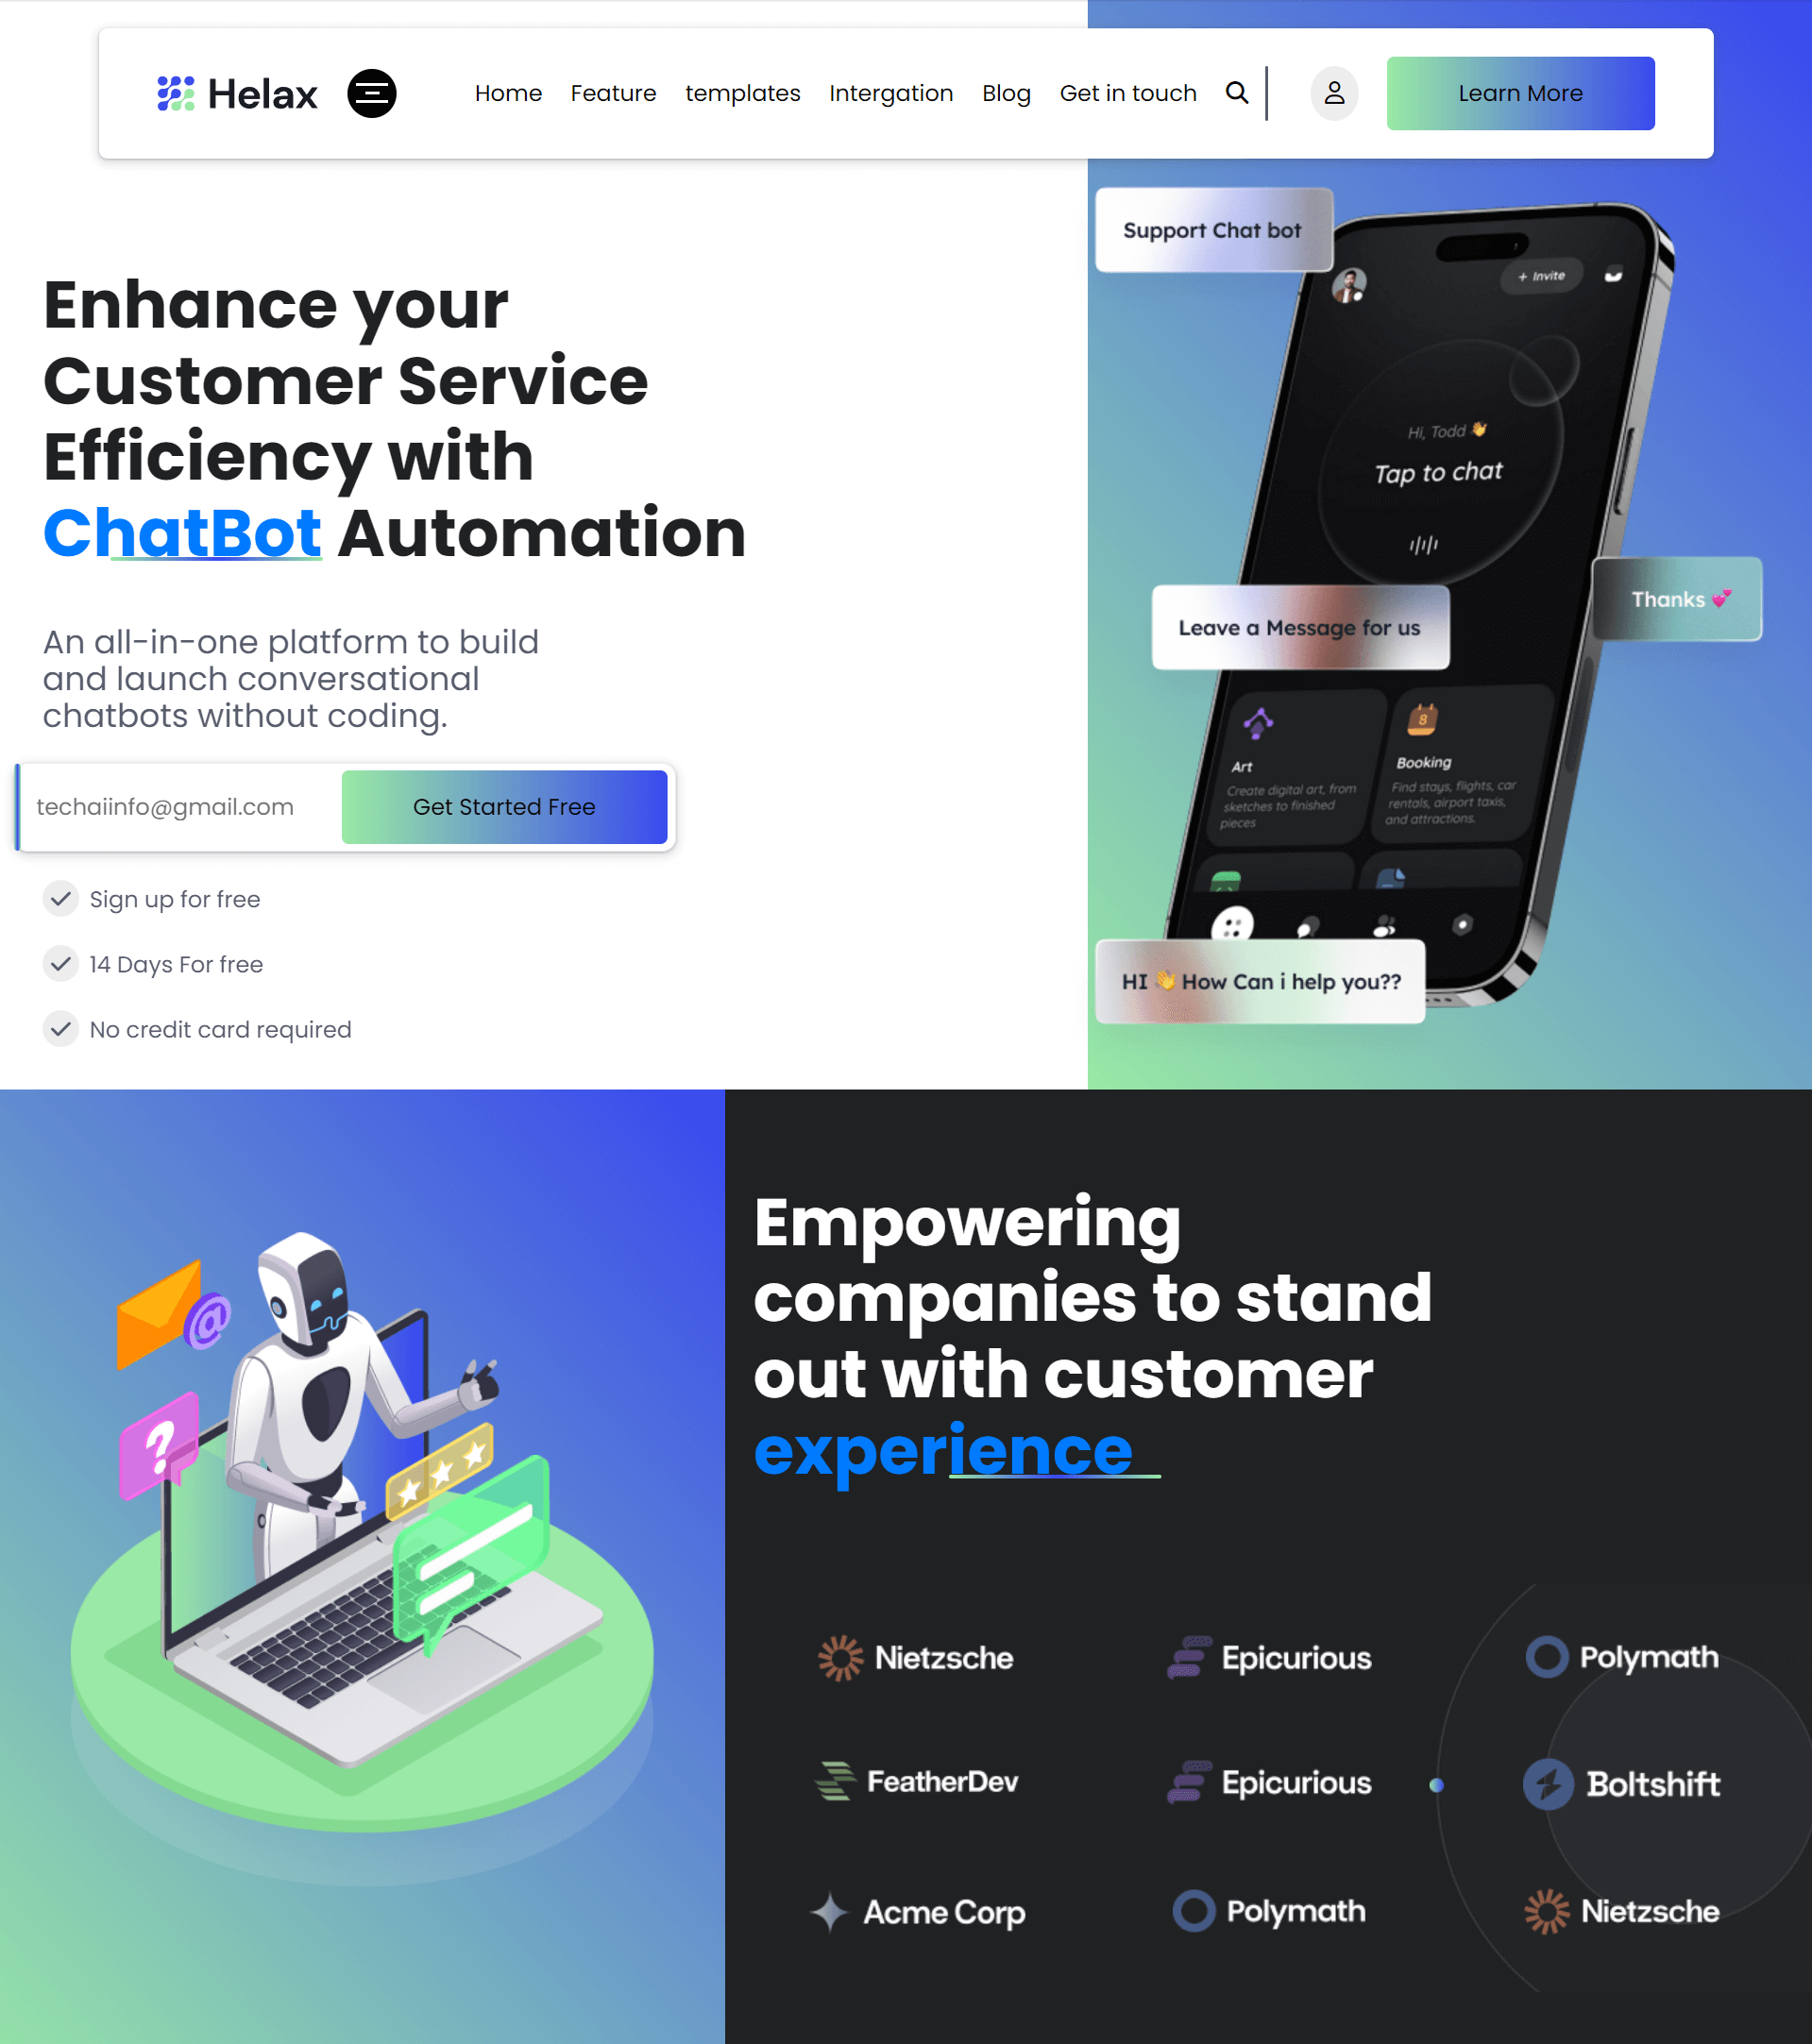 Helax
Home Feature templates Intergation Blog Get in touch
Learn More
Enhance your
Customer Service
Efficiency with
ChatBot Automation
An all-in-one platform to build
and launch conversational
chatbots without coding.
techaiinfo@gmail.com
Get Started Free
Sign up for free
14 Days For free
No credit card required
Support Chat bot
+ Invite
Hi, Todd 👋
Tap to chat
Thanks 💕
Leave a Message for us
8
Art
Create digital art, from
sketches to finished
pieces
Booking
Find stays, flights, car
rentals, airport taxis,
and attractions.
HI 👋 How Can i help you??
@
?
Empowering
companies to stand
out with customer
experience
Nietzsche
Epicurious
Polymath
FeatherDev
Epicurious
Boltshift
Acme Corp
Polymath
Nietzsche